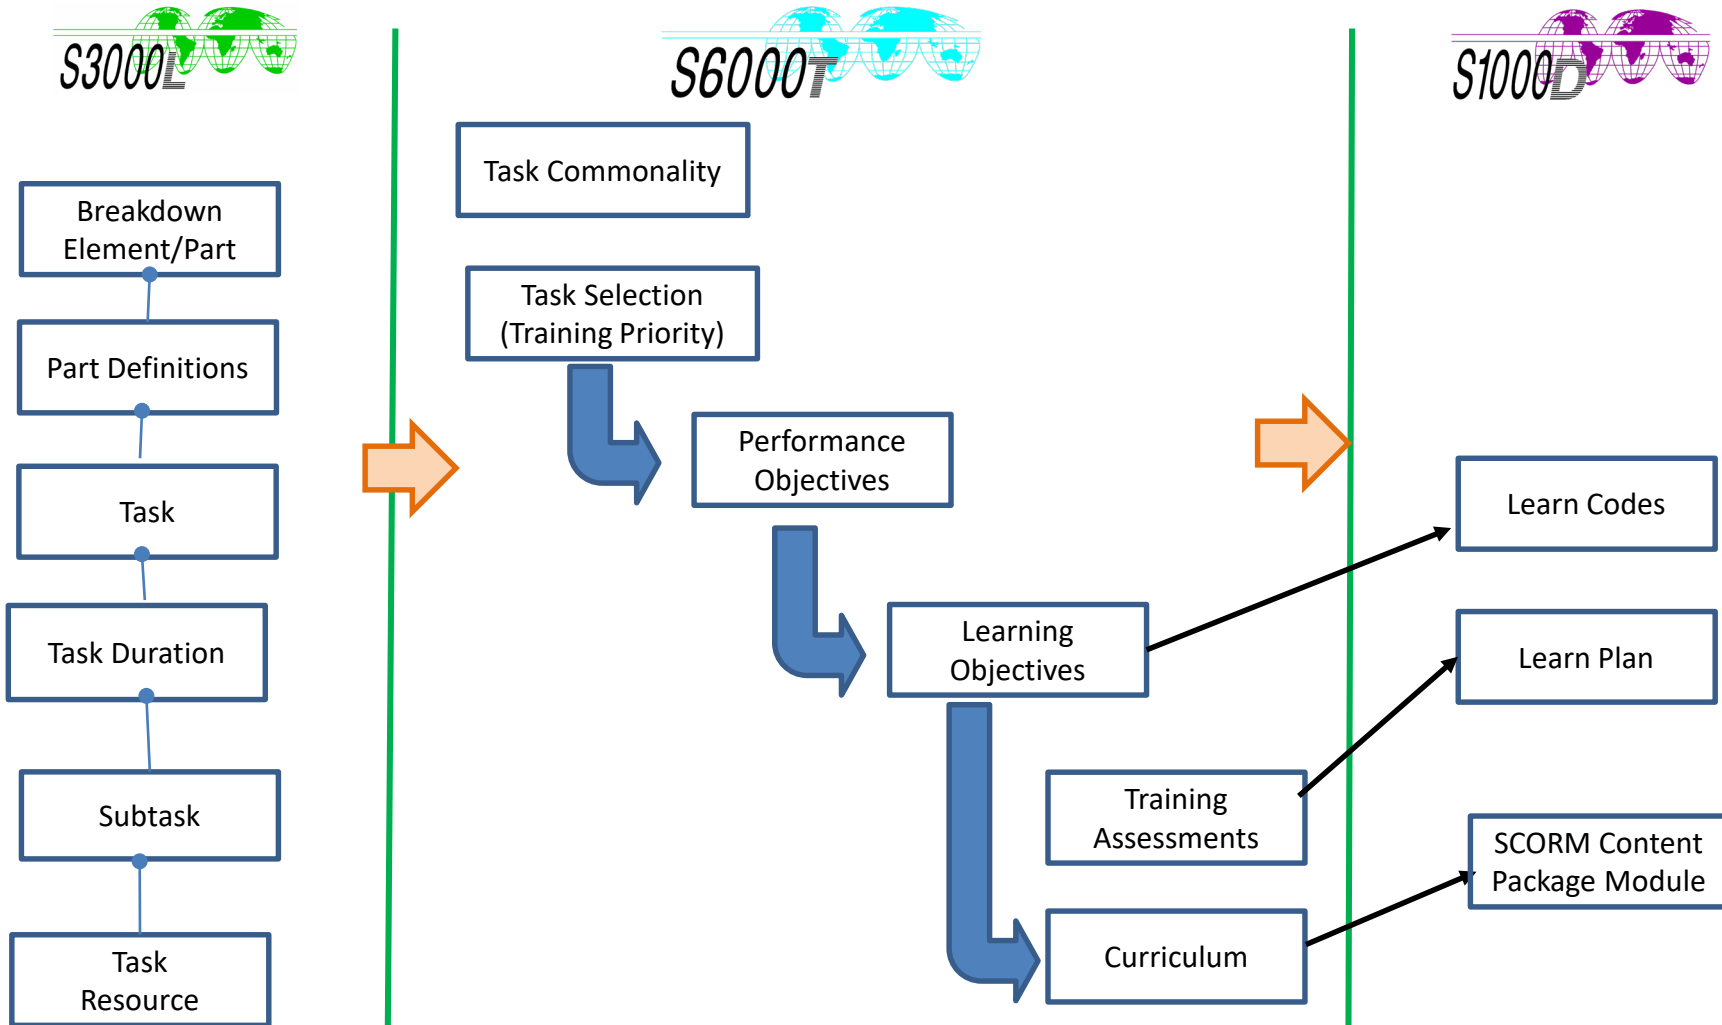 S3000L
S6000T
S1000D
Breakdown
Element/Part
Part Definitions
Task
Task Duration
Subtask
Task
Resource
Task Commonality
Task Selection
(Training Priority)
Performance
Objectives
Learning
Objectives
Training
Assessments
Curriculum
Learn Codes
Learn Plan
SCORM Content
Package Module